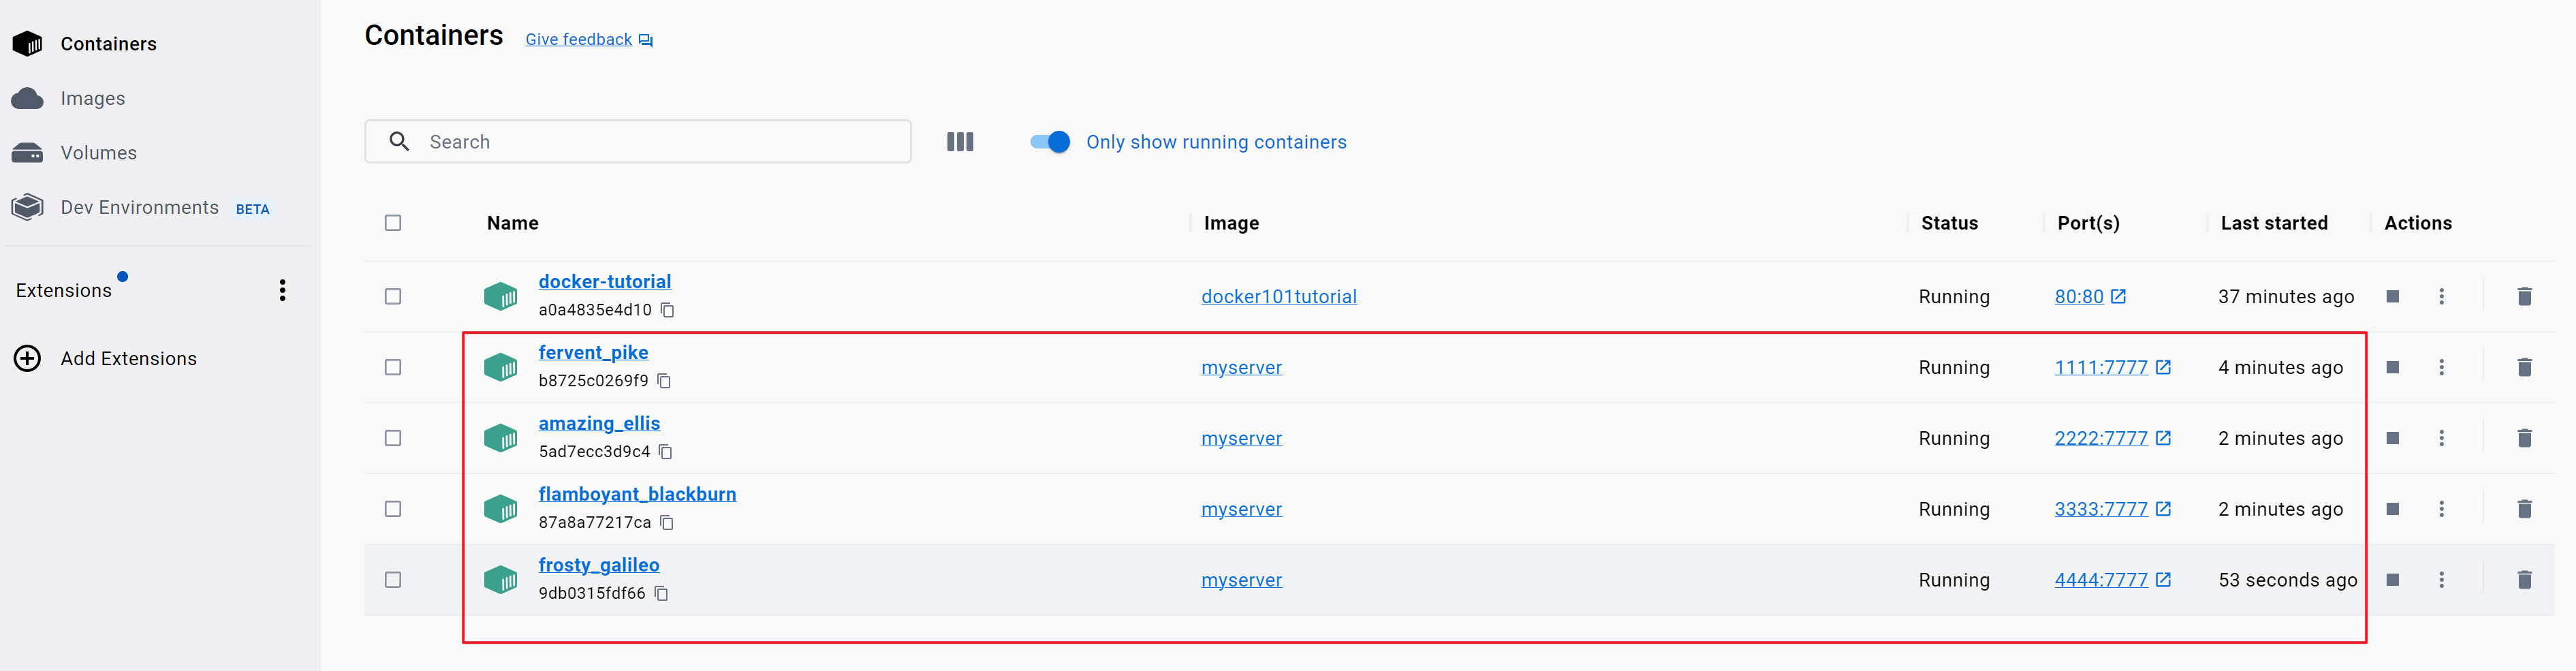 Containers
Images
Volumes
Dev Environments BETA
Extensions
Add Extensions
Containers Give feedback
Search Only show running containers
Name Image Status Port(s) Last started Actions
docker-tutorial
a0a4835e4d10
docker101tutorial Running 80:80 37 minutes ago
fervent_pike
b8725c0269f9
myserver Running 1111:7777 4 minutes ago
amazing_ellis
5ad7ecc3d9c4
myserver Running 2222:7777 2 minutes ago
flamboyant_blackburn
87a8a77217ca
myserver Running 3333:7777 2 minutes ago
frosty_galileo
9db0315fdf66
myserver Running 4444:7777 53 seconds ago